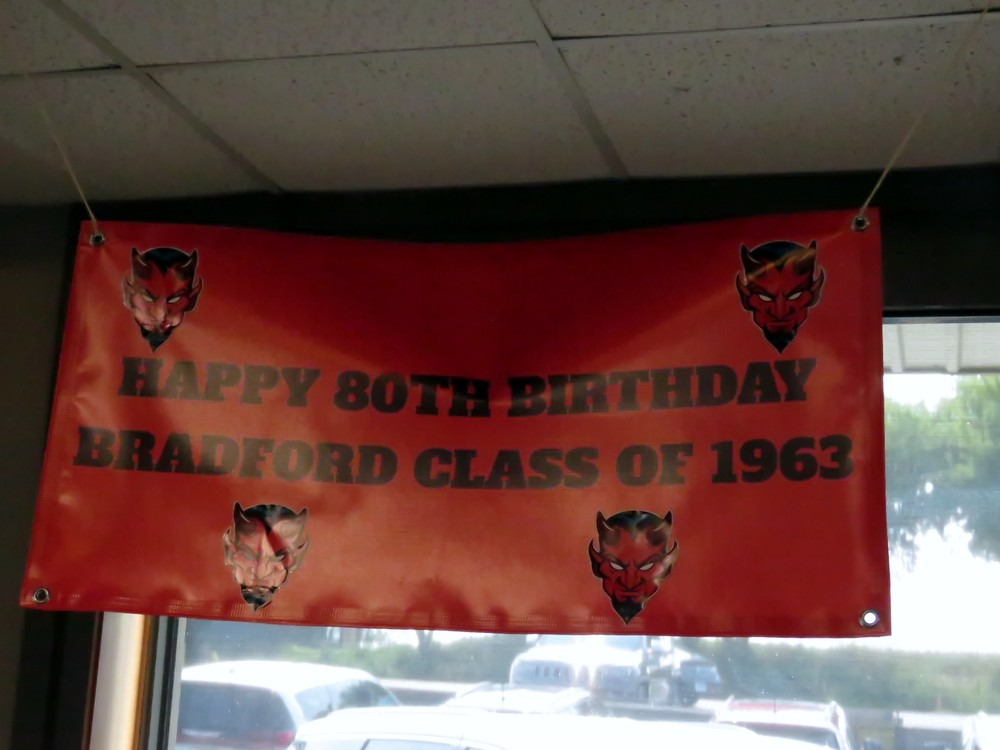 HAPPY 80TH BIRTHDAY
BRADFORD CLASS OF 1963